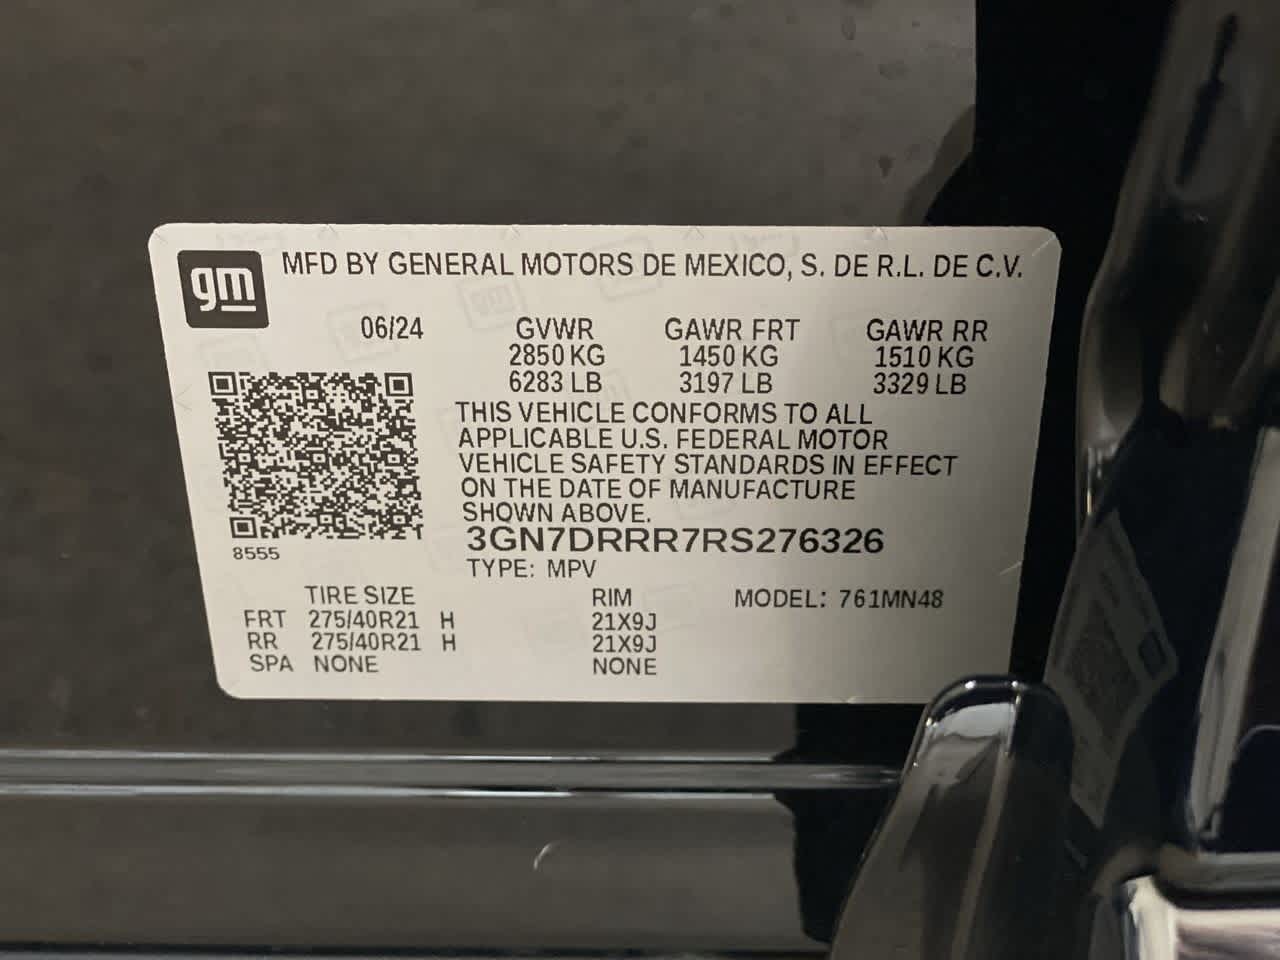 gm MFD BY GENERAL MOTORS DE MEXICO, S. DE R.L. DE C.V.
06/24 GVWR GAWR FRT GAWR RR
2850 KG 1450 KG 1510 KG
6283 LB 3197 LB 3329 LB
THIS VEHICLE CONFORMS TO ALL
APPLICABLE U.S. FEDERAL MOTOR
VEHICLE SAFETY STANDARDS IN EFFECT
ON THE DATE OF MANUFACTURE
SHOWN ABOVE.
3GN7DRRR7RS276326
8555
TYPE: MPV
TIRE SIZE RIM MODEL: 761MN48
FRT 275/40R21 H 21X9J
RR 275/40R21 H 21X9J
SPA NONE NONE